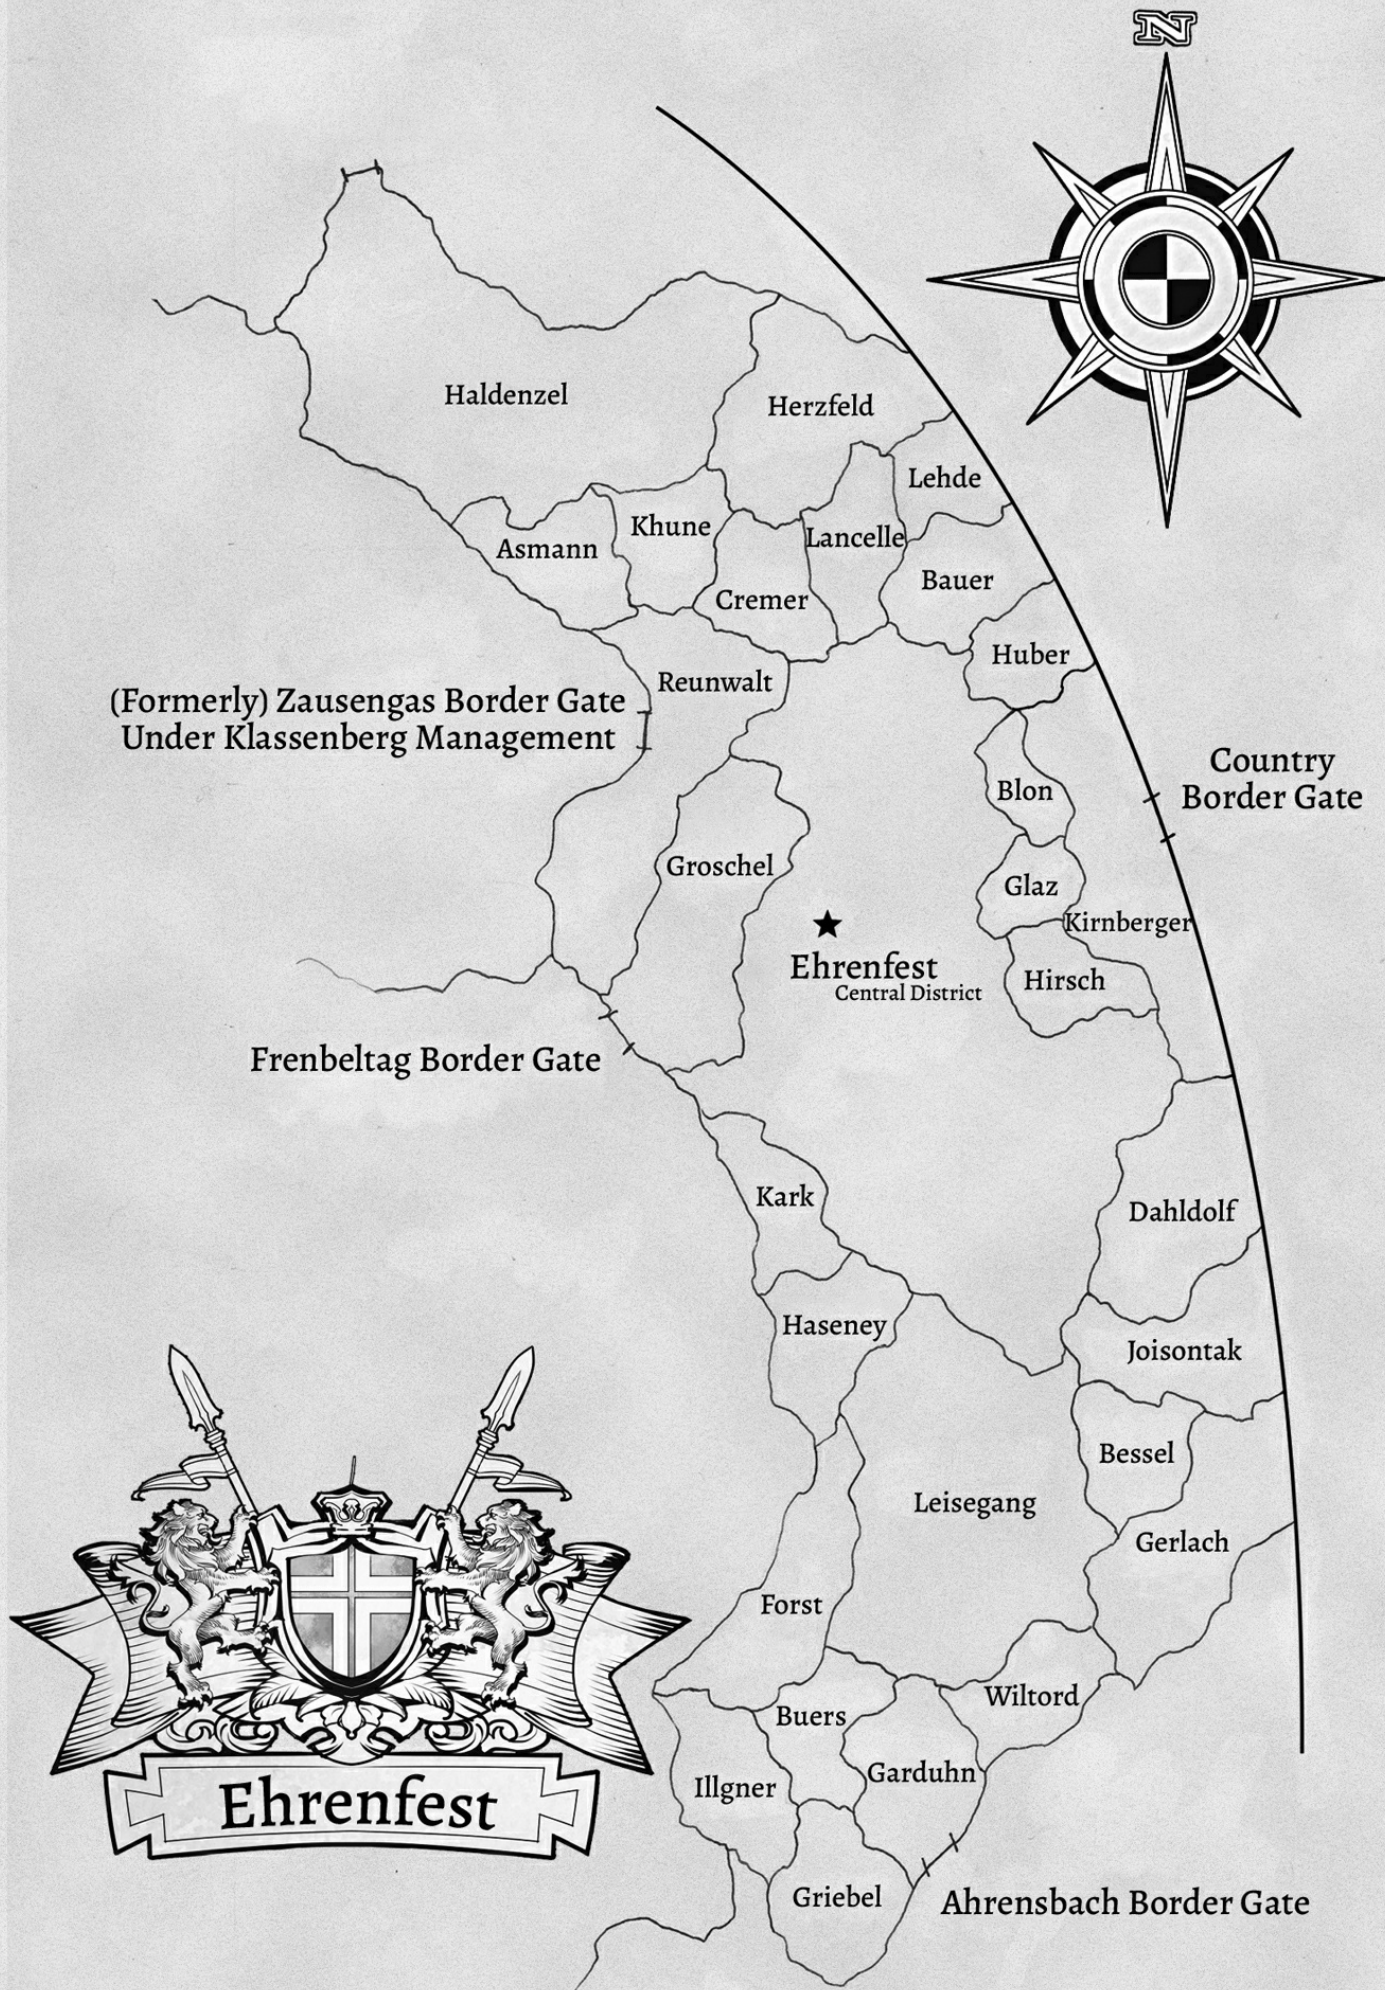 N
Haldenzel
Herzfeld
Lehde
Khune
Lancelle
Asmann
Bauer
Cremer
Huber
Reunwalt
(Formerly) Zausengas Border Gate
Under Klassenberg Management
Country
Border Gate
Blon
Groschel
Glaz
Kirnberger
Ehrenfest
Central District
Hirsch
Frenbeltag Border Gate
Kark
Dahldolf
Haseney
Joisontak
Bessel
Leisegang
Gerlach
Forst
Wiltord
Buers
Garduhn
Illgner
Ehrenfest
Griebel
Ahrensbach Border Gate